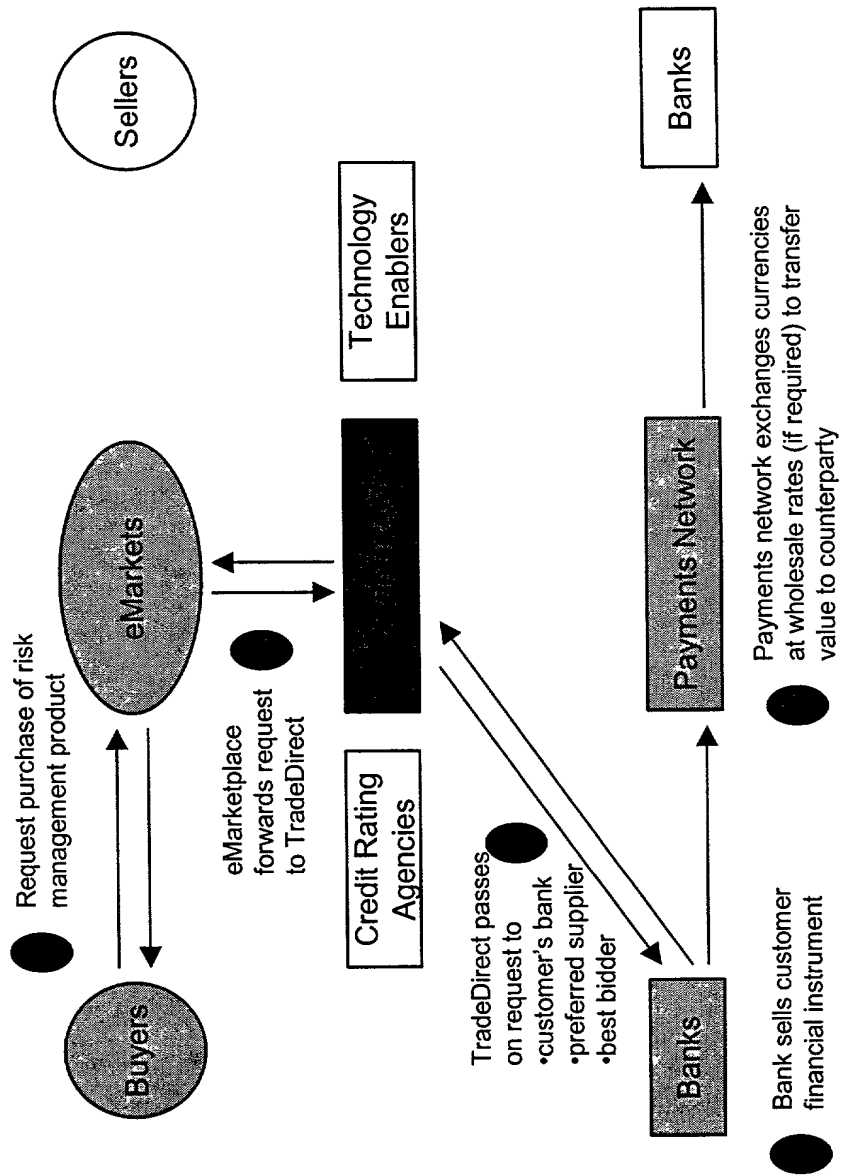 Request purchase of risk
management product
Buyers
eMarkets
Sellers
eMarketplace
forwards request
to TradeDirect
Credit Rating
Agencies
Technology
Enablers
TradeDirect passes
on request to
•customer's bank
•preferred supplier
•best bidder
Banks
Payments Network
Banks
Bank sells customer
financial instrument
Payments network exchanges currencies
at wholesale rates (if required) to transfer
value to counterparty